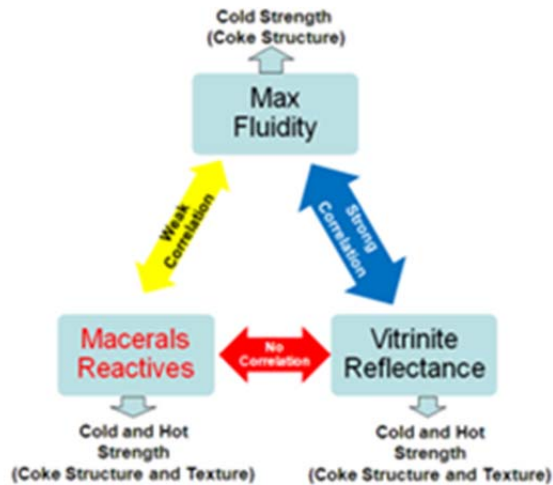 Cold Strength
(Coke Structure)
Max
Fluidity
Weak
Correlation
Strong
Correlation
Macerals
Reactives
No
Correlation
Vitrinite
Reflectance
Cold and Hot
Strength
(Coke Structure and Texture)
Cold and Hot
Strength
(Coke Structure and Texture)